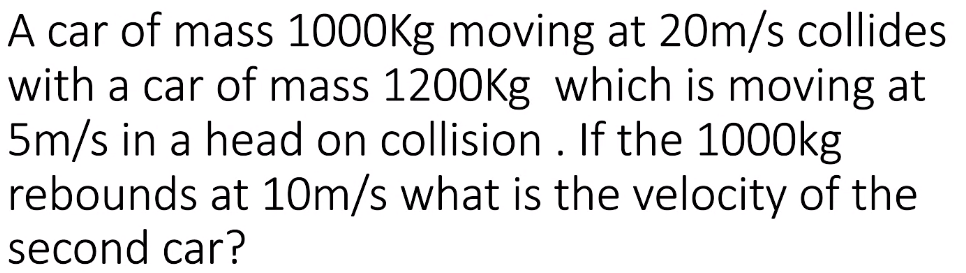 A car of mass 1000Kg moving at 20m/s collides
with a car of mass 1200Kg  which is moving at
5m/s in a head on collision . If the 1000kg
rebounds at 10m/s what is the velocity of the
second car?